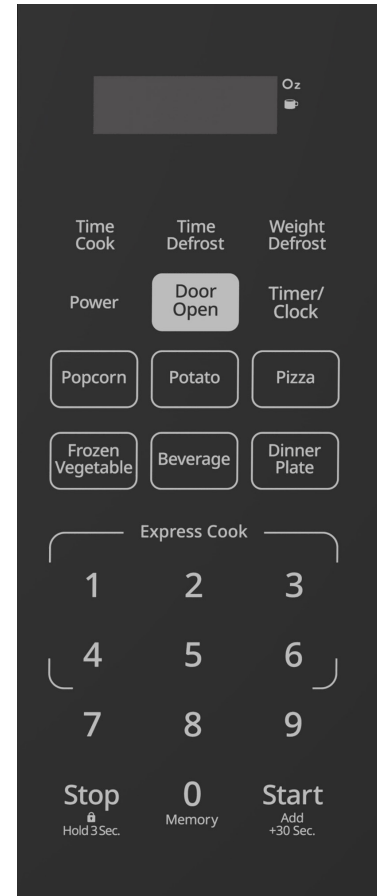 Oz
Time Cook
Time Defrost
Weight Defrost
Power
Door Open
Timer/ Clock
Popcorn
Potato
Pizza
Frozen Vegetable
Beverage
Dinner Plate
Express Cook
1 2 3
4 5 6
7 8 9
Stop
Hold 3 Sec.
0
Memory
Start
Add
+30 Sec.